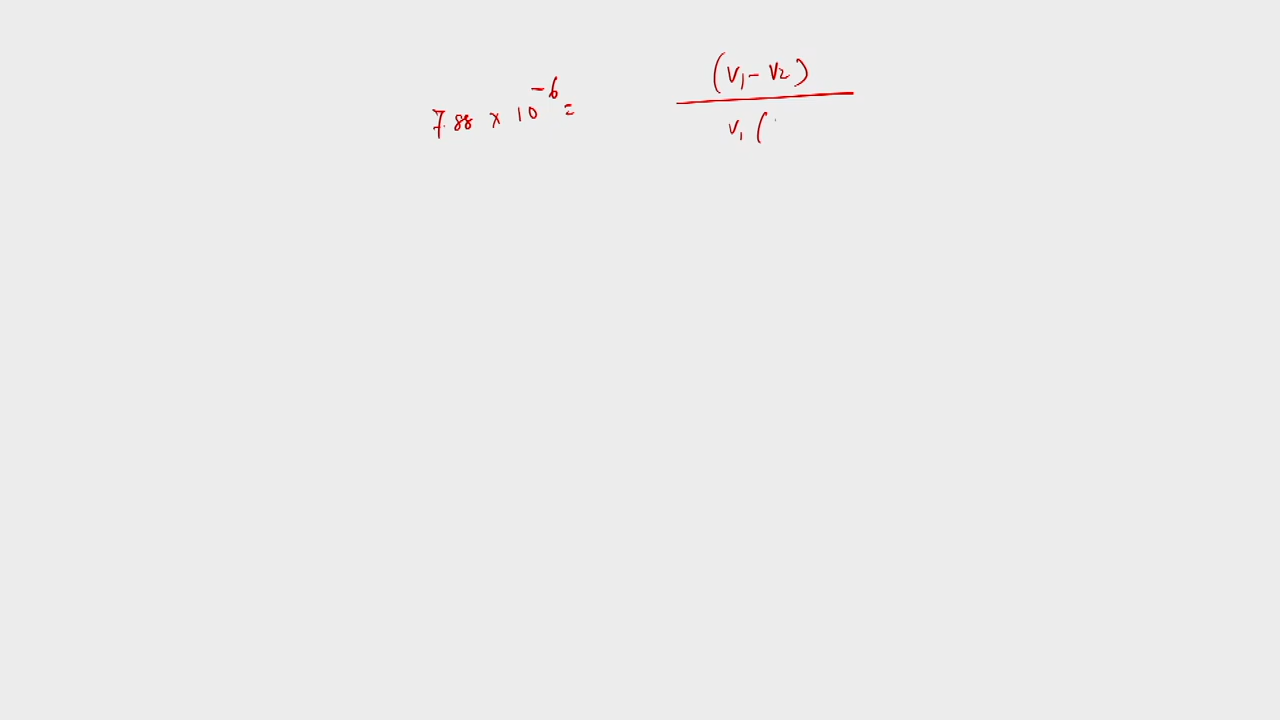 7.88 × 10^-6 = (V1 - V2) / V1 (